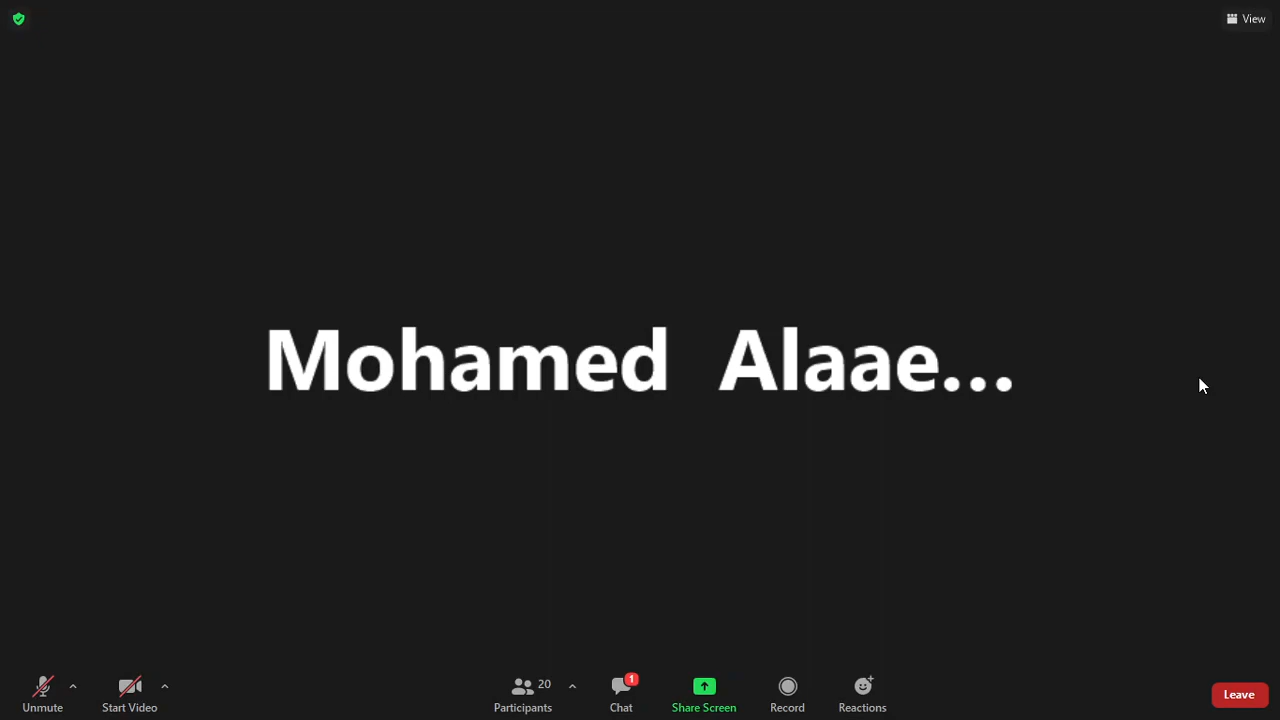 View
Mohamed Alaae...
Unmute
Start Video
20
Participants
1
Chat
Share Screen
Record
Reactions
Leave